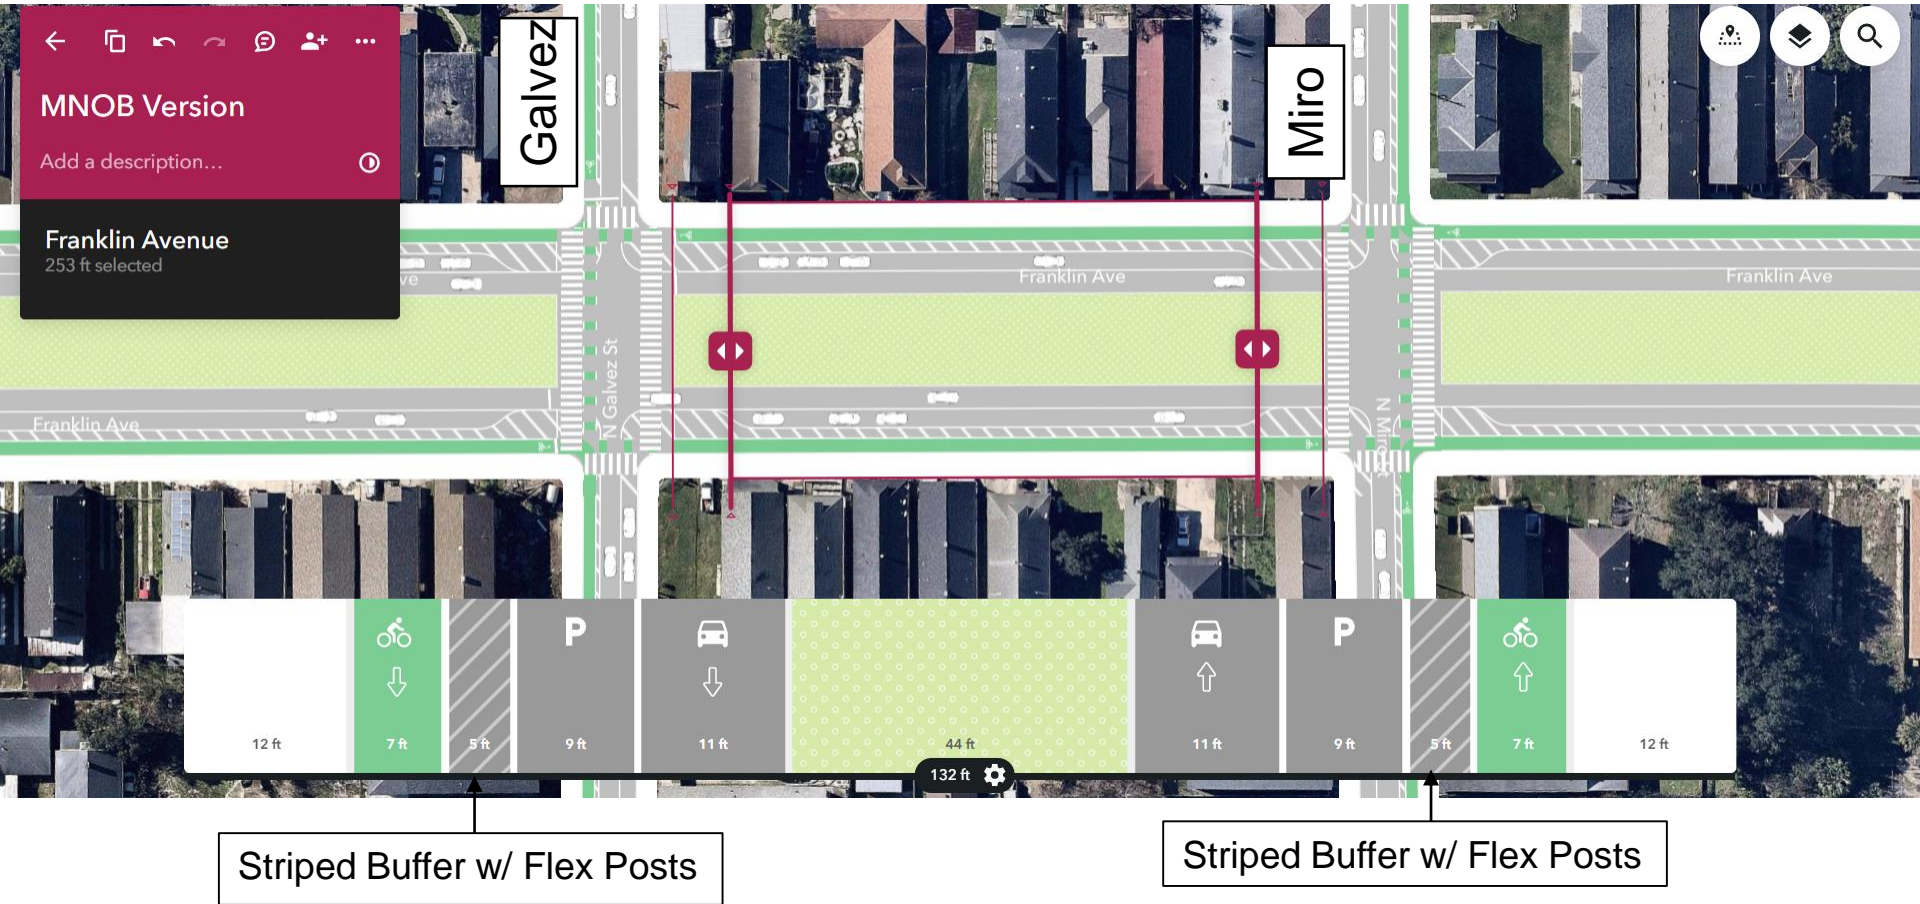 Galvez
Miro
MNOB Version
Add a description...
Franklin Avenue
253 ft selected
ve
Franklin Ave
Franklin Ave
N Galvez St
Franklin Ave
N Miro St
P
P
12 ft
7 ft
5 ft
9 ft
11 ft
44 ft
11 ft
9 ft
5 ft
7 ft
12 ft
132 ft
Striped Buffer w/ Flex Posts
Striped Buffer w/ Flex Posts